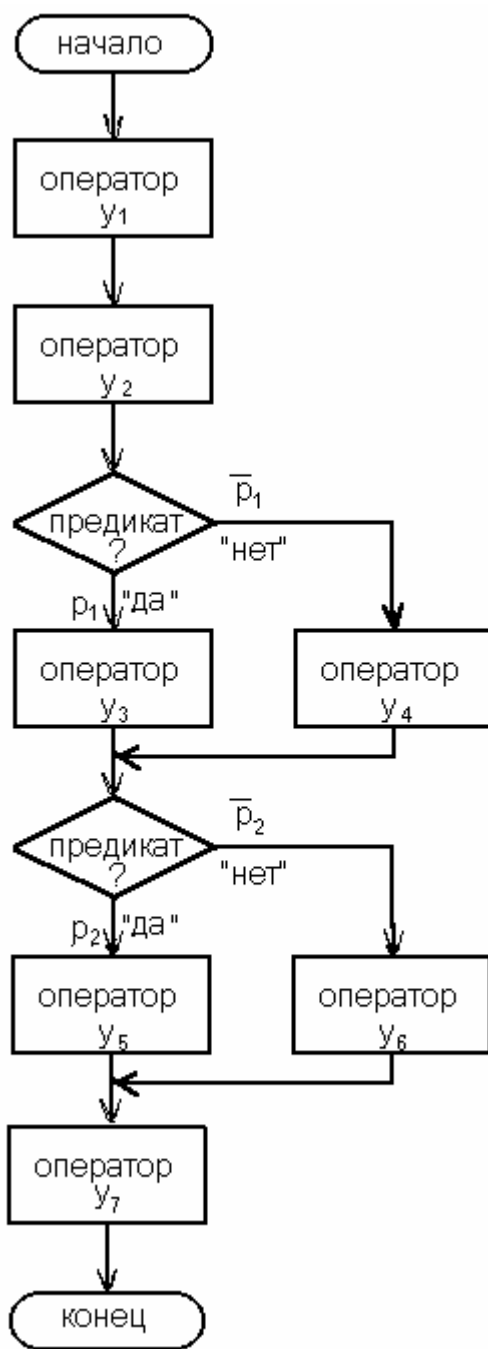 начало
оператор
y1
оператор
y2
предикат
?
p̅1
"нет"
p1 "да"
оператор
y3
оператор
y4
предикат
?
p̅2
"нет"
p2 "да"
оператор
y5
оператор
y6
оператор
y7
конец